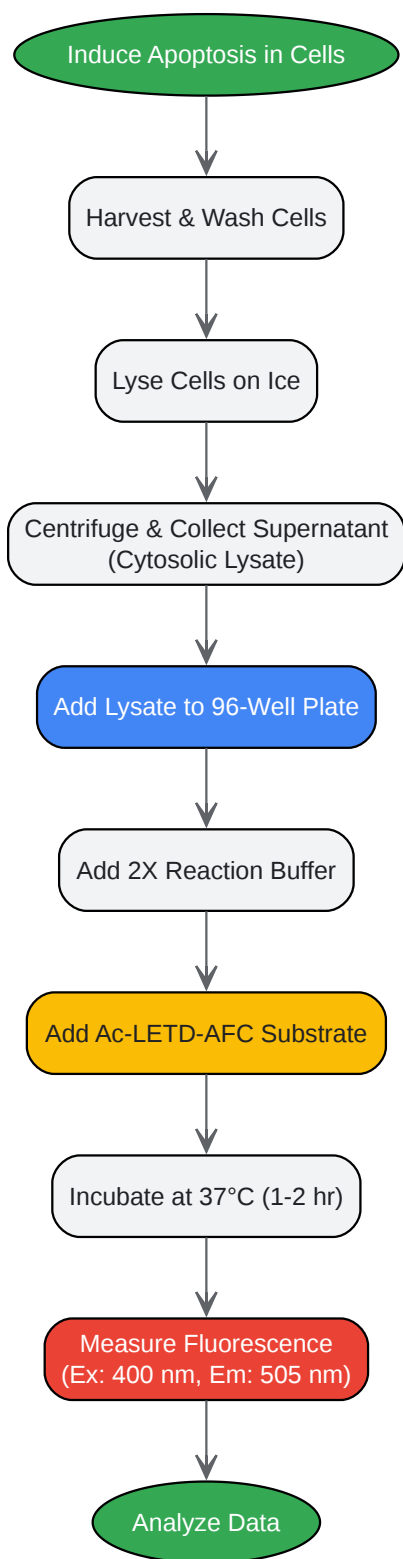 Induce Apoptosis in Cells
Harvest & Wash Cells
Lyse Cells on Ice
Centrifuge & Collect Supernatant
(Cytosolic Lysate)
Add Lysate to 96-Well Plate
Add 2X Reaction Buffer
Add Ac-LETD-AFC Substrate
Incubate at 37°C (1-2 hr)
Measure Fluorescence
(Ex: 400 nm, Em: 505 nm)
Analyze Data